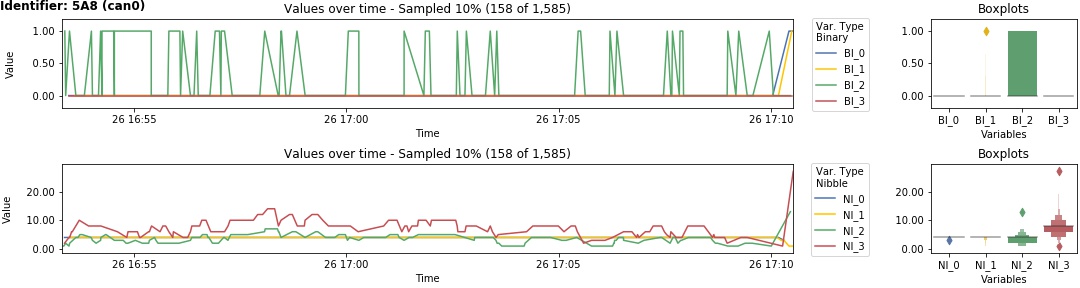 Identifier: 5A8 (can0)
Values over time - Sampled 10% (158 of 1,585)
Boxplots
Value
1.00
0.50
0.00
26 16:55
26 17:00
26 17:05
26 17:10
Time
Var. Type
Binary
BI_0
BI_1
BI_2
BI_3
1.00
0.50
0.00
BI_0
BI_1
BI_2
BI_3
Variables
Values over time - Sampled 10% (158 of 1,585)
Boxplots
Value
20.00
10.00
0.00
26 16:55
26 17:00
26 17:05
26 17:10
Time
Var. Type
Nibble
NI_0
NI_1
NI_2
NI_3
20.00
10.00
0.00
NI_0
NI_1
NI_2
NI_3
Variables